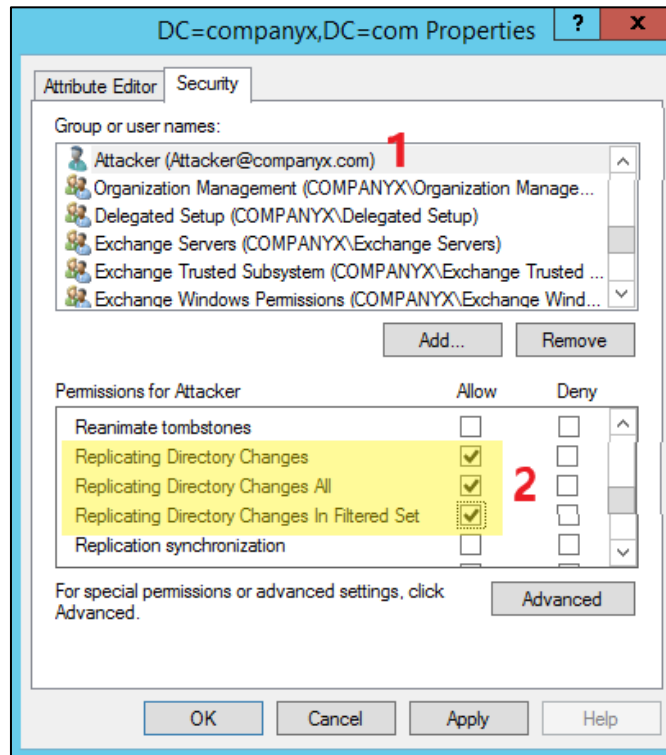 DC=companyx,DC=com Properties
?
x
Attribute Editor
Security
Group or user names:
1
Attacker (Attacker@companyx.com)
Organization Management (COMPANYX\Organization Manage...
Delegated Setup (COMPANYX\Delegated Setup)
Exchange Servers (COMPANYX\Exchange Servers)
Exchange Trusted Subsystem (COMPANYX\Exchange Trusted ...
Exchange Windows Permissions (COMPANYX\Exchange Wind...
Add...
Remove
Permissions for Attacker
Allow
Deny
Reanimate tombstones
Replicating Directory Changes
Replicating Directory Changes All
2
Replicating Directory Changes In Filtered Set
Replication synchronization
For special permissions or advanced settings, click
Advanced.
Advanced
OK
Cancel
Apply
Help